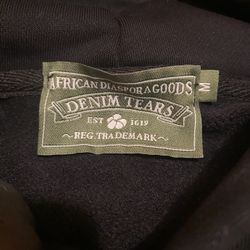 AFRICAN DIASPORA GOODS
DENIM TEARS
EST 1619
~REG. TRADEMARK~
M